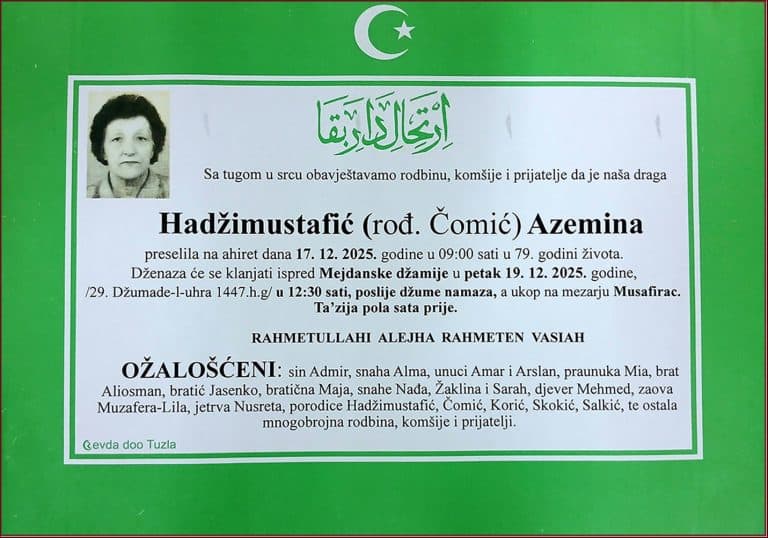 اِرْتِحَالِ دَارِ بَقَا
Sa tugom u srcu obavještavamo rodbinu, komšije i prijatelje da je naša draga
Hadžimustafić (rođ. Čomić) Azemina
preselila na ahiret dana 17. 12. 2025. godine u 09:00 sati u 79. godini života.
Dženaza će se klanjati ispred Mejdanske džamije u petak 19. 12. 2025. godine,
/29. Džumade-l-uhra 1447.h.g/ u 12:30 sati, poslije džume namaza, a ukop na mezarju Musafirac.
Ta’zija pola sata prije.
RAHMETULLAHI ALEJHA RAHMETEN VASIAH
OŽALOŠĆENI: sin Admir, snaha Alma, unuci Amar i Arslan, praunuka Mia, brat
Aliosman, bratić Jasenko, bratična Maja, snahe Nađa, Žaklina i Sarah, djever Mehmed, zaova
Muzafera-Lila, jetrva Nusreta, porodice Hadžimustafić, Čomić, Korić, Skokić, Salkić, te ostala
mnogobrojna rodbina, komšije i prijatelji.
evda doo Tuzla